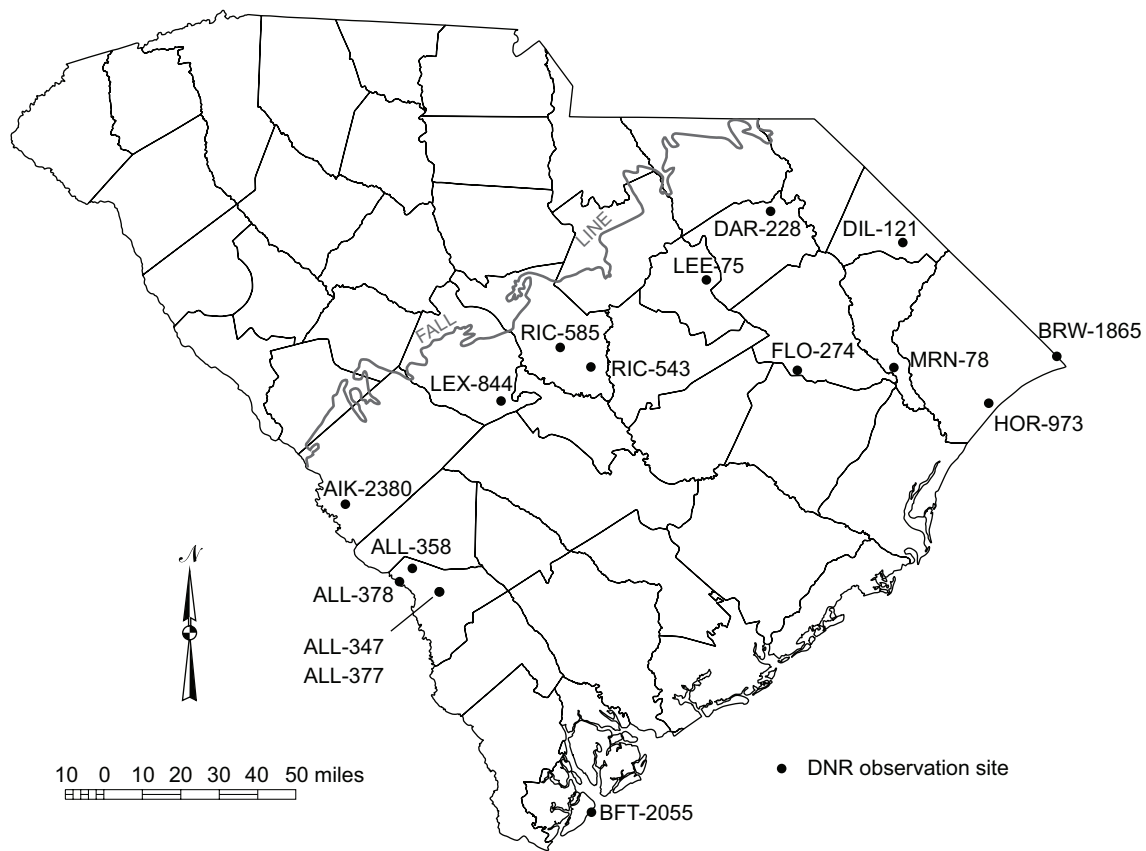 LINE
FALL
DAR-228
DIL-121
LEE-75
RIC-585
RIC-543
FLO-274
BRW-1865
MRN-78
LEX-844
HOR-973
AIK-2380
ALL-358
ALL-378
ALL-347
ALL-377
N
10 0 10 20 30 40 50 miles
DNR observation site
BFT-2055